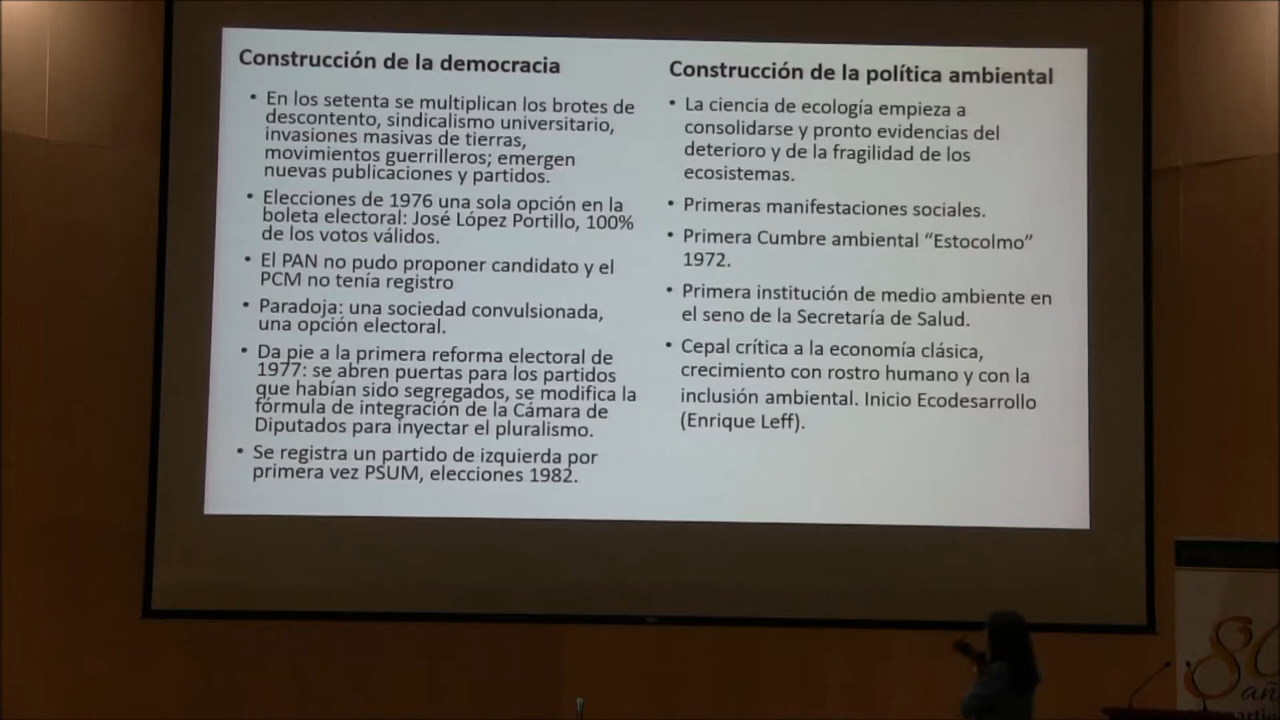 Construcción de la democracia
• En los setenta se multiplican los brotes de
descontento, sindicalismo universitario,
invasiones masivas de tierras,
movimientos guerrilleros; emergen
nuevas publicaciones y partidos.
• Elecciones de 1976 una sola opción en la
boleta electoral: José López Portillo, 100%
de los votos válidos.
• El PAN no pudo proponer candidato y el
PCM no tenía registro
• Paradoja: una sociedad convulsionada,
una opción electoral.
• Da pie a la primera reforma electoral de
1977: se abren puertas para los partidos
que habían sido segregados, se modifica la
fórmula de integración de la Cámara de
Diputados para inyectar el pluralismo.
• Se registra un partido de izquierda por
primera vez PSUM, elecciones 1982.
Construcción de la política ambiental
• La ciencia de ecología empieza a
consolidarse y pronto evidencias del
deterioro y de la fragilidad de los
ecosistemas.
• Primeras manifestaciones sociales.
• Primera Cumbre ambiental “Estocolmo”
1972.
• Primera institución de medio ambiente en
el seno de la Secretaría de Salud.
• Cepal crítica a la economía clásica,
crecimiento con rostro humano y con la
inclusión ambiental. Inicio Ecodesarrollo
(Enrique Leff).